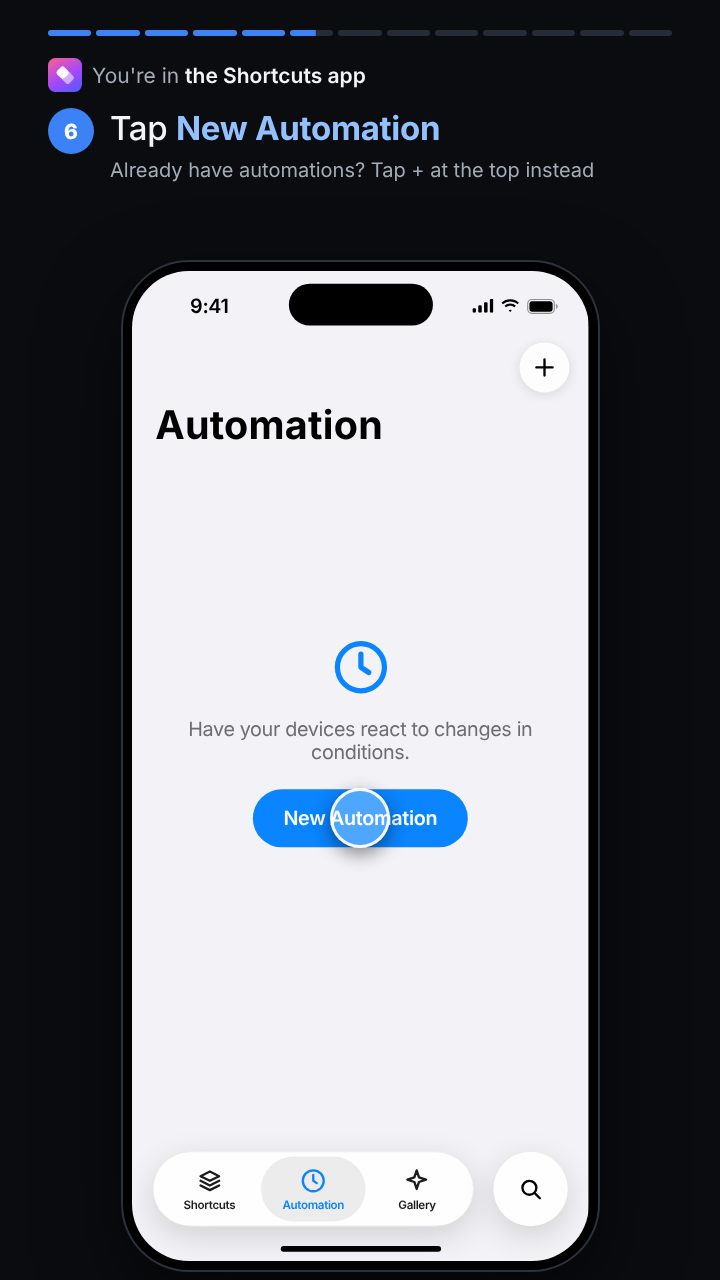 You're in the Shortcuts app
6
Tap New Automation
Already have automations? Tap + at the top instead
9:41
+
Automation
Have your devices react to changes in
conditions.
New Automation
Shortcuts
Automation
Gallery